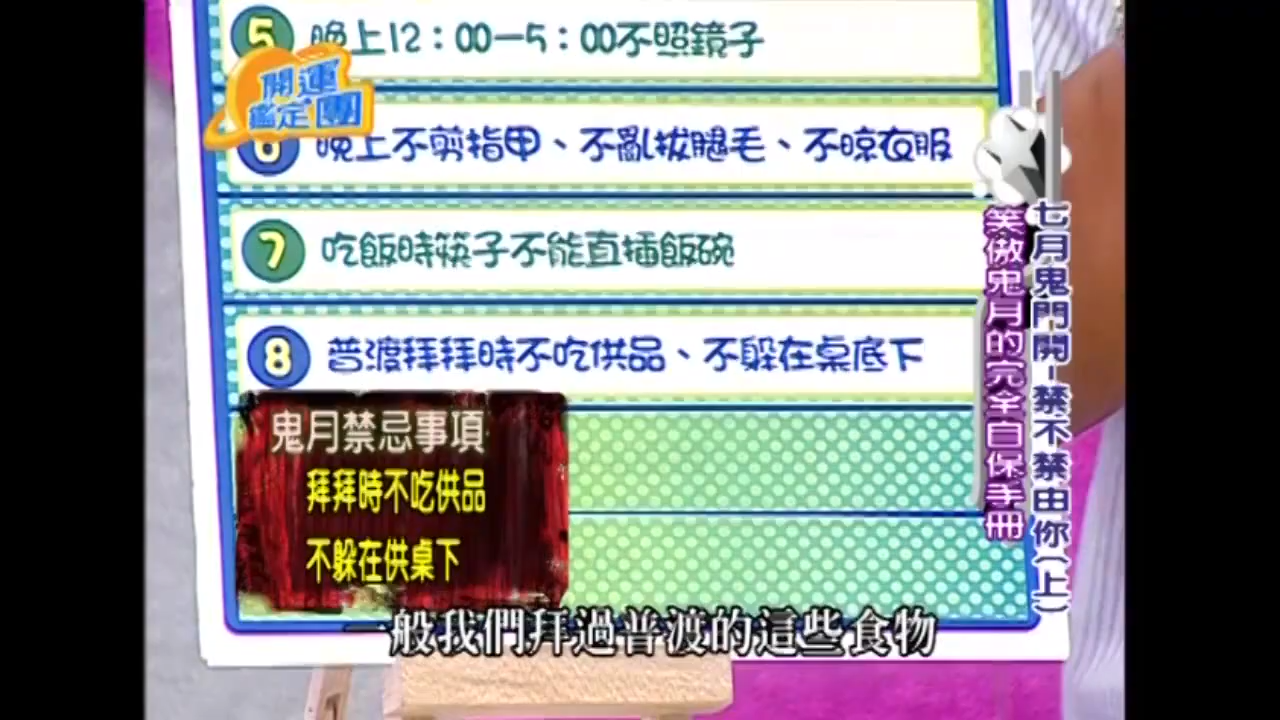 5 晚上12：00—5：00不照鏡子
開運
鑑定團
6 晚上不剪指甲、不亂拔腿毛、不晾衣服
7 吃飯時筷子不能直插飯碗
8 普渡拜拜時不吃供品、不躲在桌底下
鬼月禁忌事項
拜拜時不吃供品
不躲在供桌下
七月鬼門開-禁不禁由你(上)
笑傲鬼月的完全自保手冊
一般我們拜過普渡的這些食物